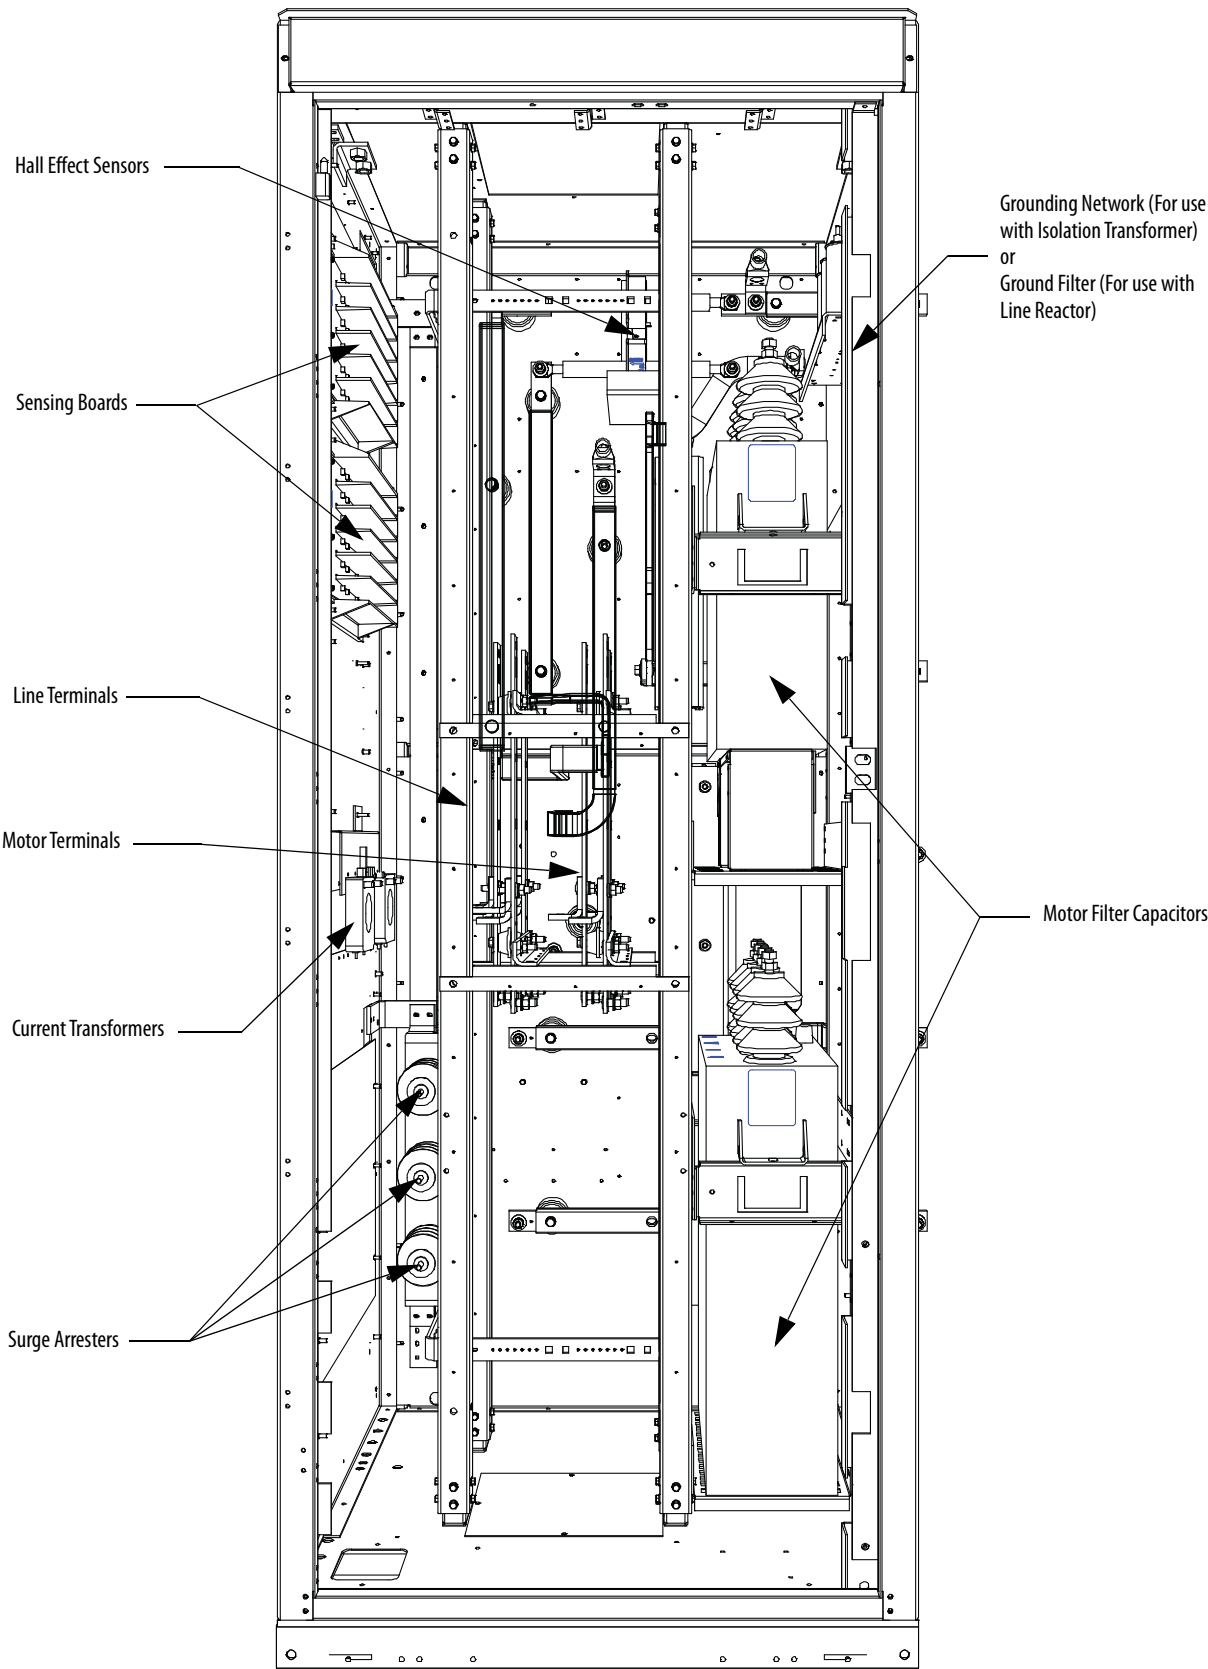 Hall Effect Sensors
Grounding Network (For use
with Isolation Transformer)
or
Ground Filter (For use with
Line Reactor)
Sensing Boards
Line Terminals
Motor Terminals
Motor Filter Capacitors
Current Transformers
Surge Arresters